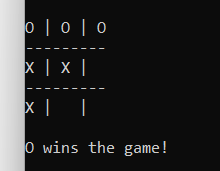 O | O | O
---------
X | X |
---------
X |   |
O wins the game!